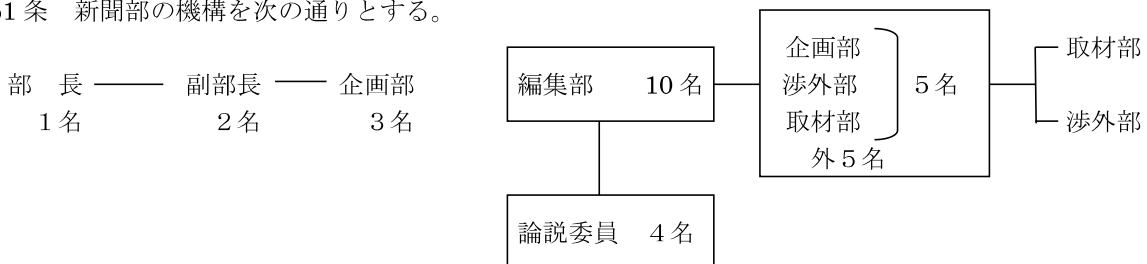 1 条　新聞部の機構を次の通りとする。
部　長　副部長　企画部
1 名　2 名　3 名
編集部　10 名
論説委員　4 名
企画部
渉外部　5 名
取材部
外 5 名
取材部
渉外部